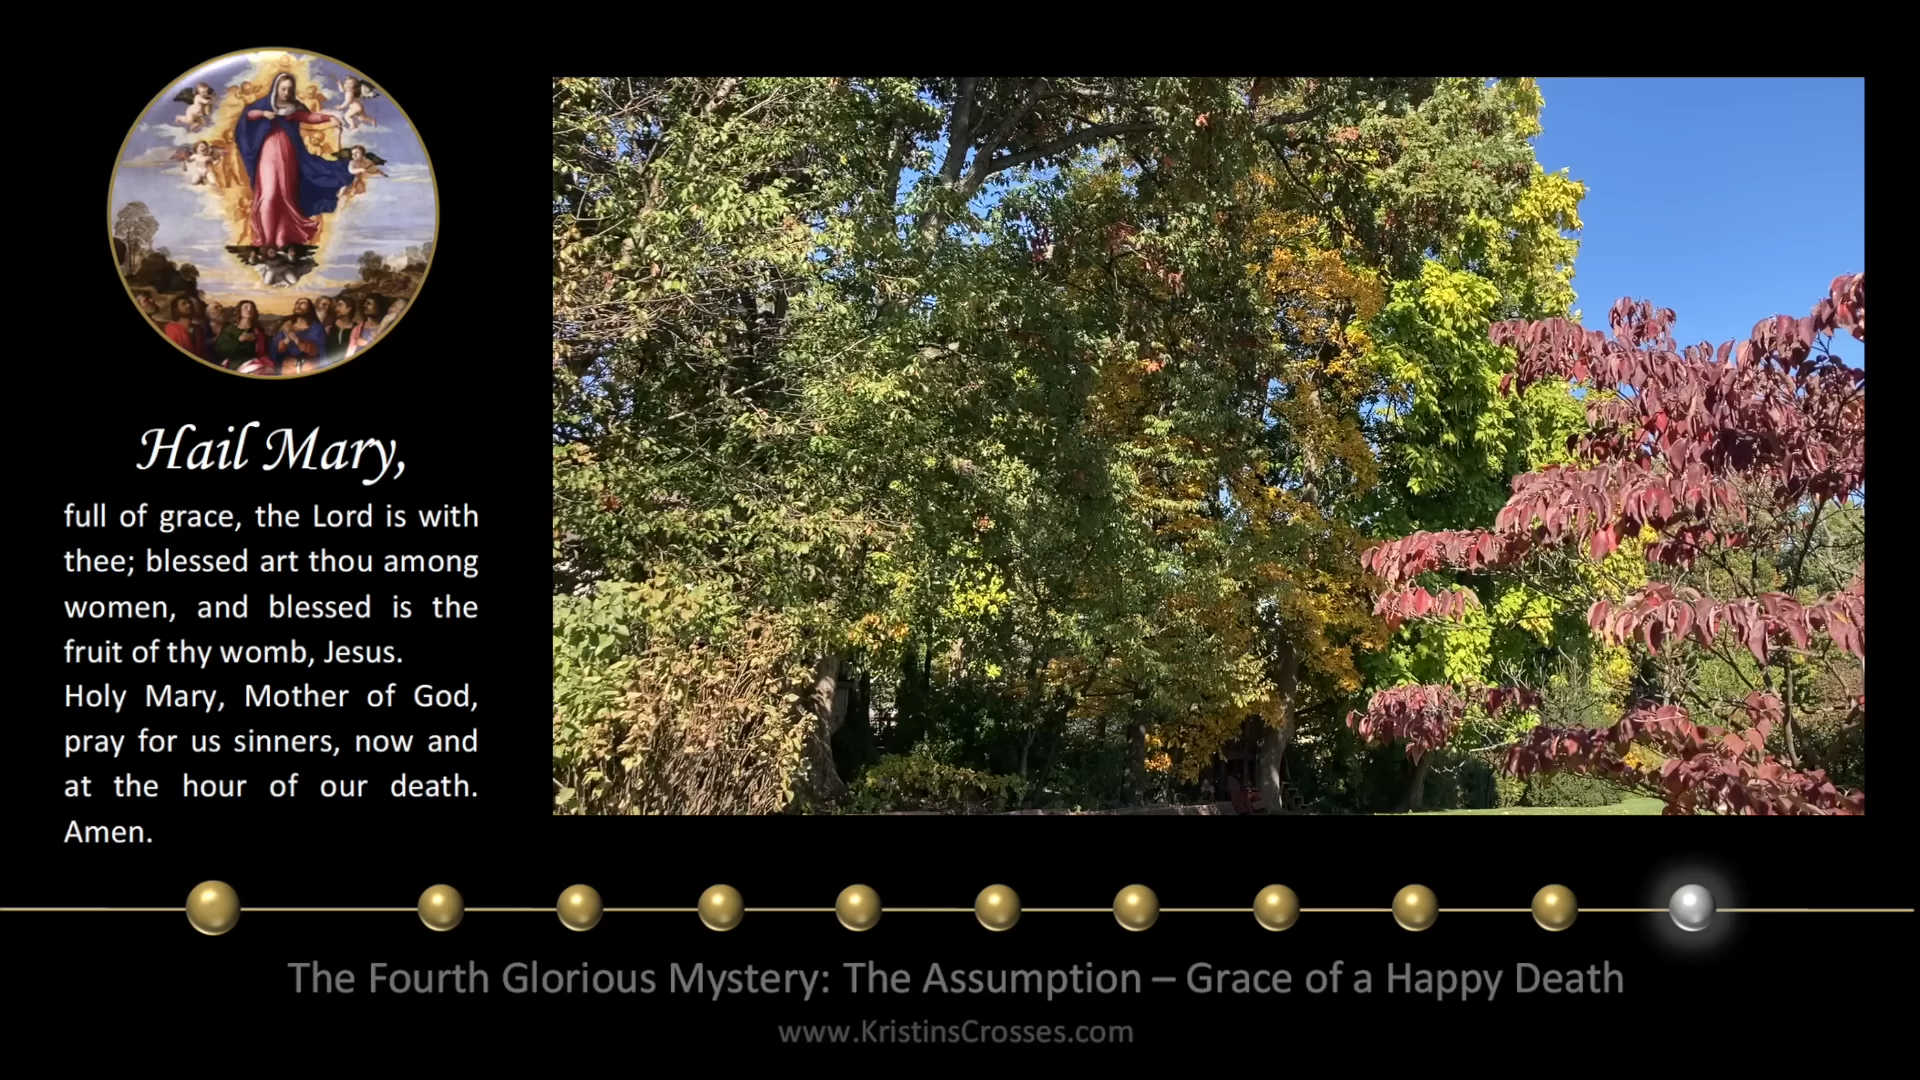 Hail Mary,
full of grace, the Lord is with
thee; blessed art thou among
women, and blessed is the
fruit of thy womb, Jesus.
Holy Mary, Mother of God,
pray for us sinners, now and
at the hour of our death.
Amen.
The Fourth Glorious Mystery: The Assumption – Grace of a Happy Death
www.KristinsCrosses.com